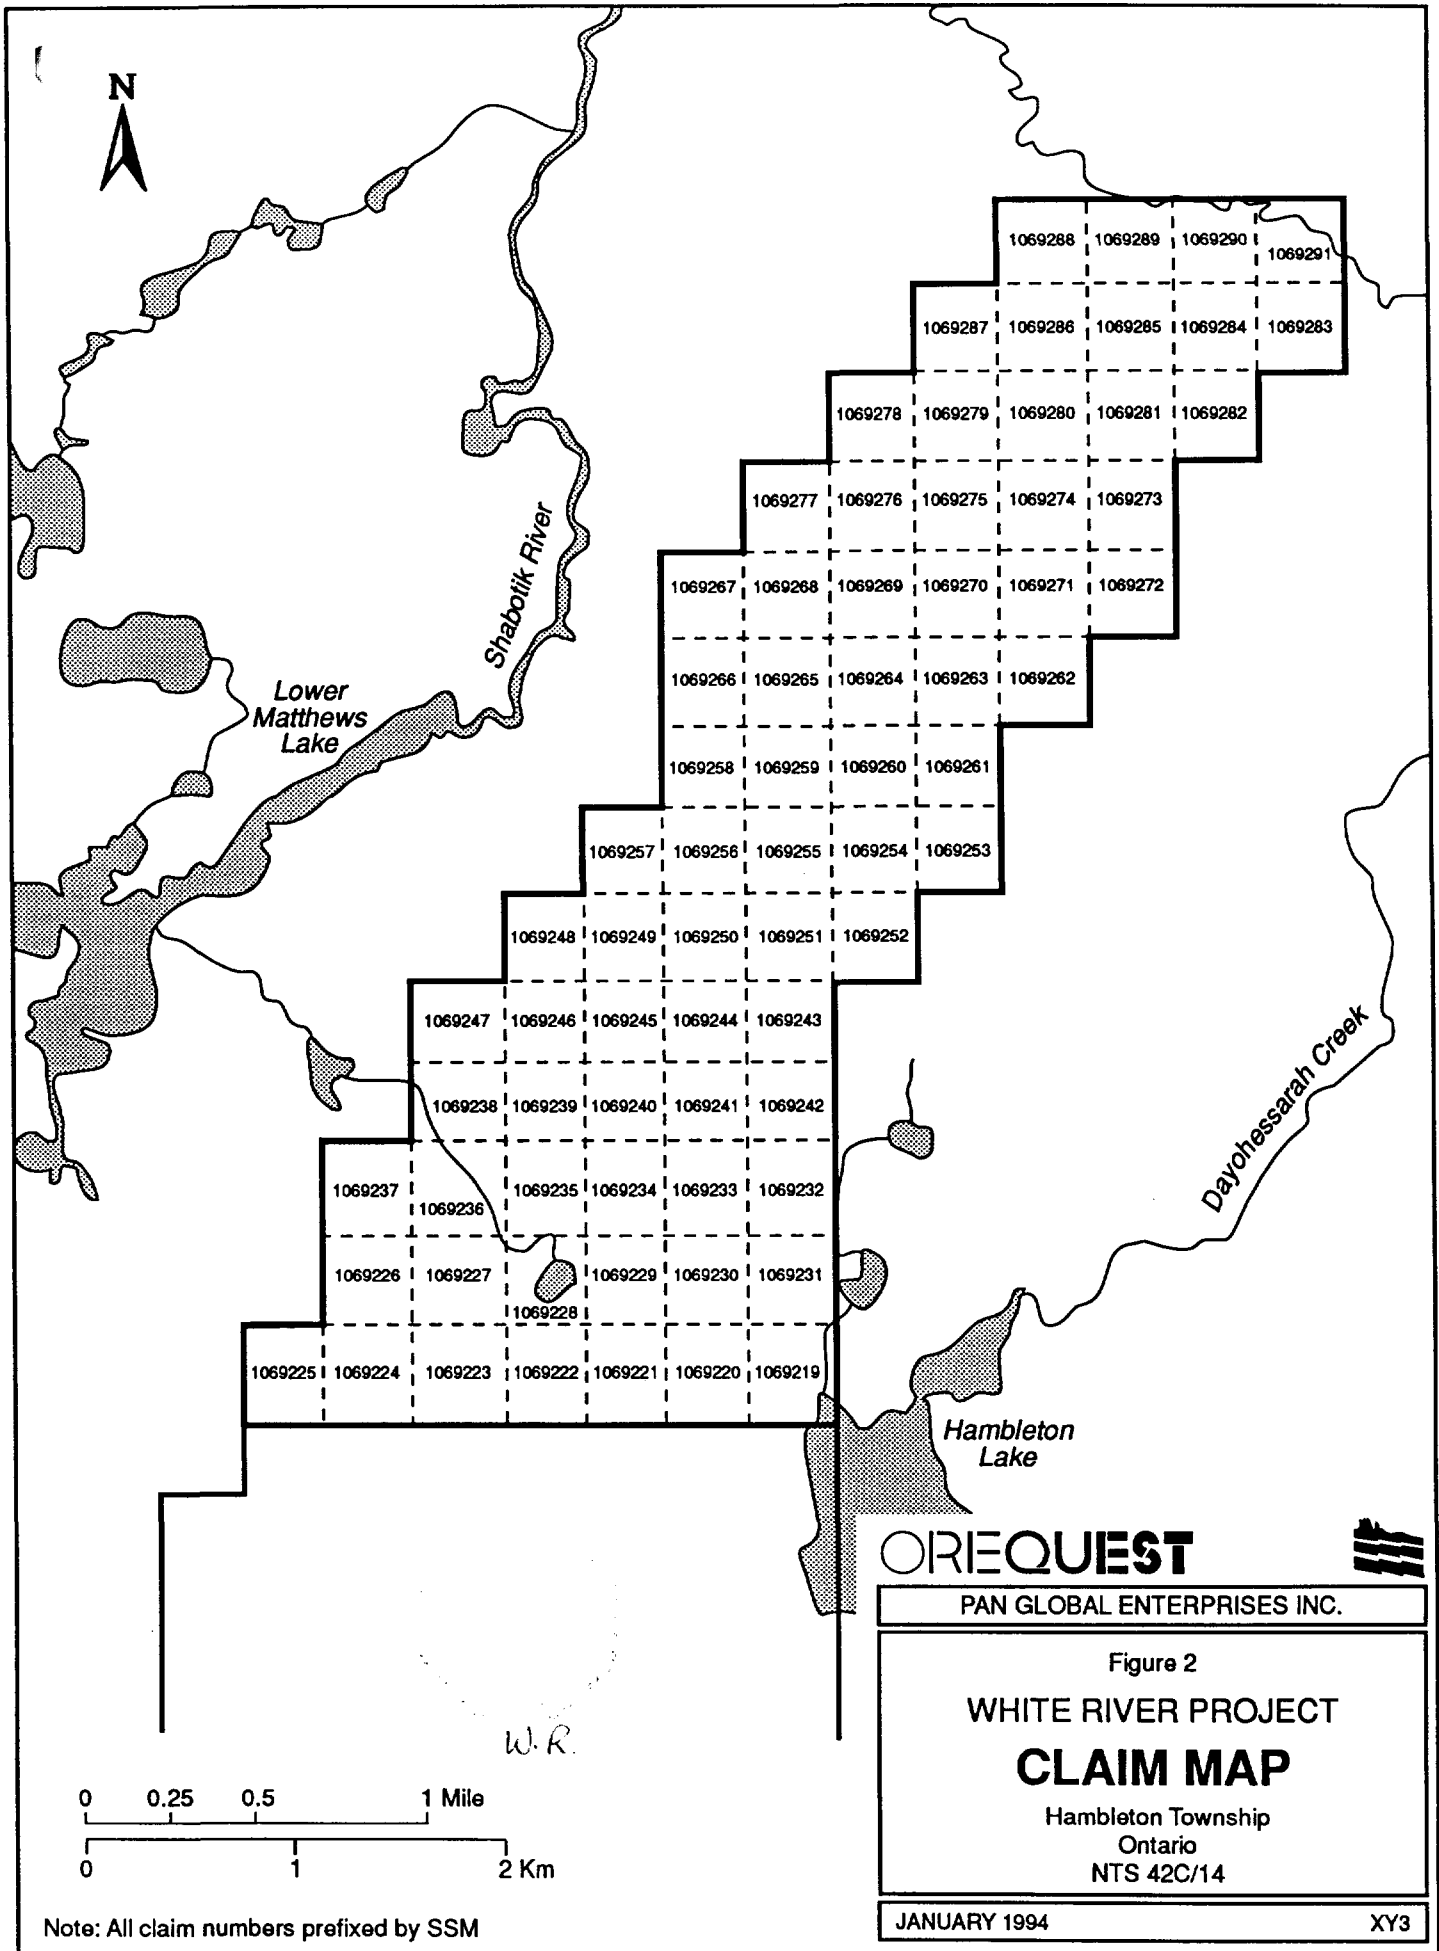 N
1069288 1069289 1069290 1069291
1069287 1069286 1069285 1069284 1069283
1069278 1069279 1069280 1069281 1069282
1069277 1069276 1069275 1069274 1069273
Shabotik River
1069267 1069268 1069269 1069270 1069271 1069272
1069266 1069265 1069264 1069263 1069262
Lower
Matthews
Lake
1069258 1069259 1069260 1069261
1069257 1069256 1069255 1069254 1069253
1069248 1069249 1069250 1069251 1069252
1069247 1069246 1069245 1069244 1069243
1069238 1069239 1069240 1069241 1069242
Dayohessarah Creek
1069237 1069236 1069235 1069234 1069233 1069232
1069226 1069227 1069228 1069229 1069230 1069231
1069225 1069224 1069223 1069222 1069221 1069220 1069219
Hambleton
Lake
OREQUEST
PAN GLOBAL ENTERPRISES INC.
Figure 2
WHITE RIVER PROJECT
CLAIM MAP
Hambleton Township
Ontario
NTS 42C/14
JANUARY 1994 XY3
W.R.
0 0.25 0.5 1 Mile
0 1 2 Km
Note: All claim numbers prefixed by SSM